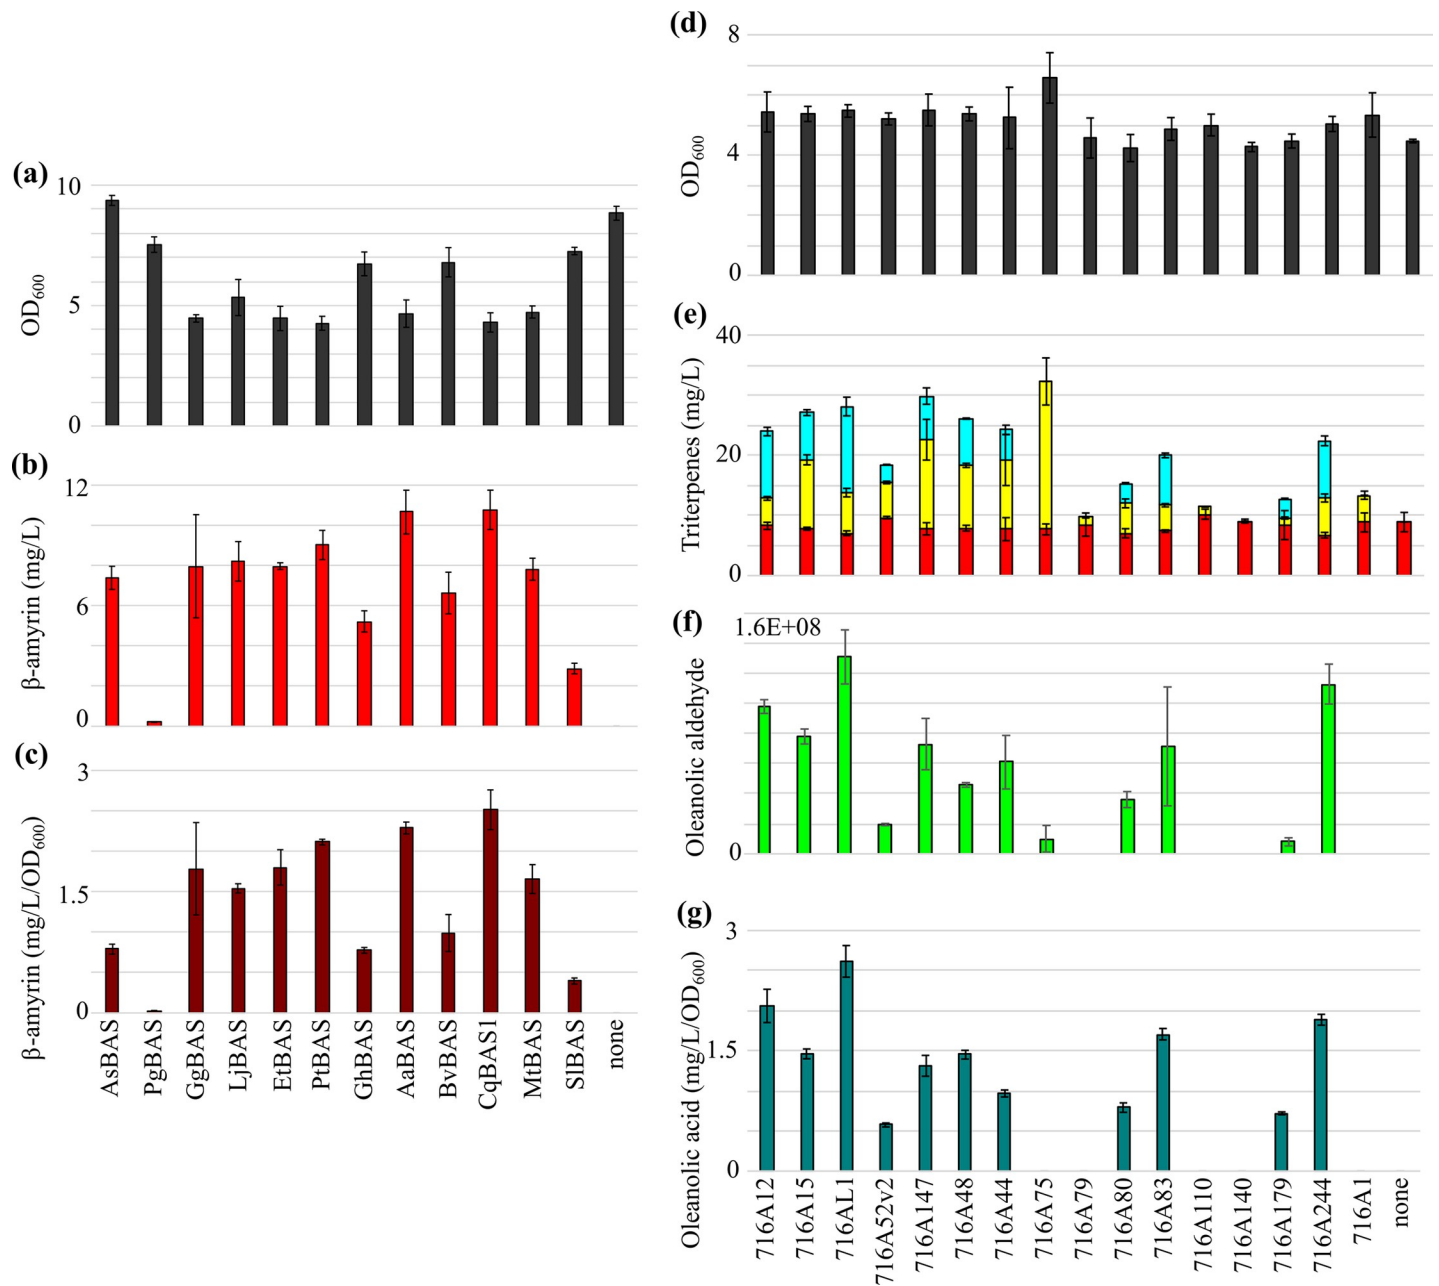 (a)
10
5
0
OD600
(b)
12
6
0
β-amyrin (mg/L)
(c)
3
1.5
0
β-amyrin (mg/L/OD600)
AsBAS
PgBAS
GgBAS
LjBAS
EtBAS
PtBAS
GhBAS
AaBAS
BvBAS
CqBAS1
MtBAS
SlBAS
none
(d)
8
4
0
OD600
(e)
40
20
0
Triterpenes (mg/L)
(f)
1.6E+08
0
Oleanolic aldehyde
(g)
3
1.5
0
Oleanolic acid (mg/L/OD600)
716A12
716A15
716AL1
716A52v2
716A147
716A48
716A44
716A75
716A79
716A80
716A83
716A110
716A140
716A179
716A244
716A1
none